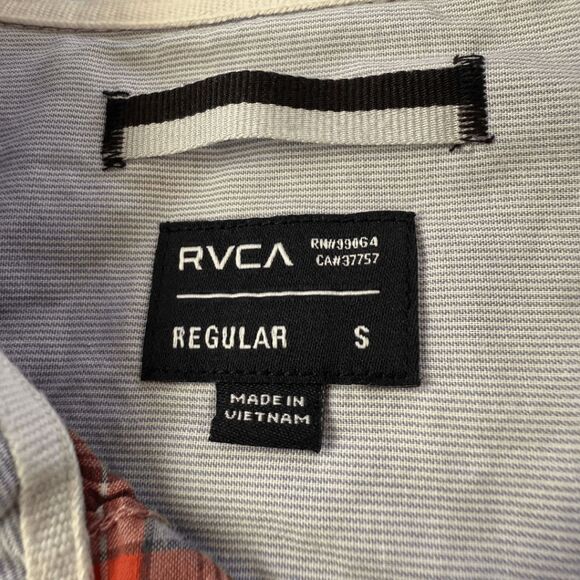 RVCA
RN#99064
CA#37757
REGULAR S
MADE IN
VIETNAM